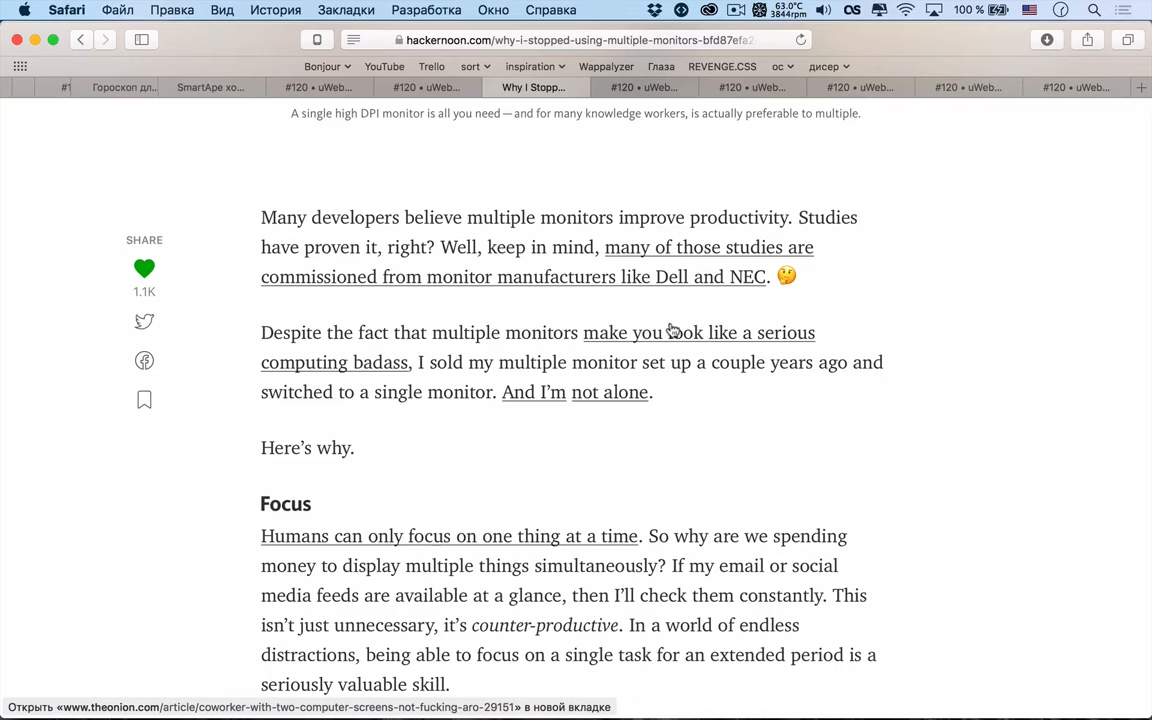 Safari Файл Правка Вид История Закладки Разработка Окно Справка 63.0°C 3844rpm 100 %
hackernoon.com/why-i-stopped-using-multiple-monitors-bfd87efa2
Bonjour YouTube Trello sort inspiration Wappalyzer Глаза REVENGE.CSS ос дисер
#1 Гороскоп дл... SmartApe хо... #120 • uWeb... #120 • uWeb... Why I Stopp... #120 • uWeb... #120 • uWeb... #120 • uWeb... #120 • uWeb... #120 • uWeb...
A single high DPI monitor is all you need — and for many knowledge workers, is actually preferable to multiple.
Many developers believe multiple monitors improve productivity. Studies
have proven it, right? Well, keep in mind, many of those studies are
commissioned from monitor manufacturers like Dell and NEC. 🤔
SHARE
1.1K
Despite the fact that multiple monitors make you look like a serious
computing badass, I sold my multiple monitor set up a couple years ago and
switched to a single monitor. And I’m not alone.
Here’s why.
Focus
Humans can only focus on one thing at a time. So why are we spending
money to display multiple things simultaneously? If my email or social
media feeds are available at a glance, then I’ll check them constantly. This
isn’t just unnecessary, it’s counter-productive. In a world of endless
distractions, being able to focus on a single task for an extended period is a
seriously valuable skill.
Открыть «www.theonion.com/article/coworker-with-two-computer-screens-not-fucking-aro-29151» в новой вкладке